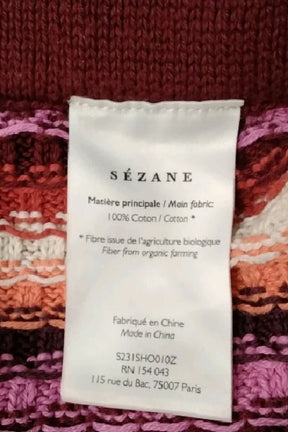 SÉZANE
Matière principale / Main fabric:
100% Coton / Cotton *
* Fibre issue de l'agriculture biologique
Fiber from organic farming
Fabriqué en Chine
Made in China
S231SHO010Z
RN 154 043
115 rue du Bac, 75007 Paris